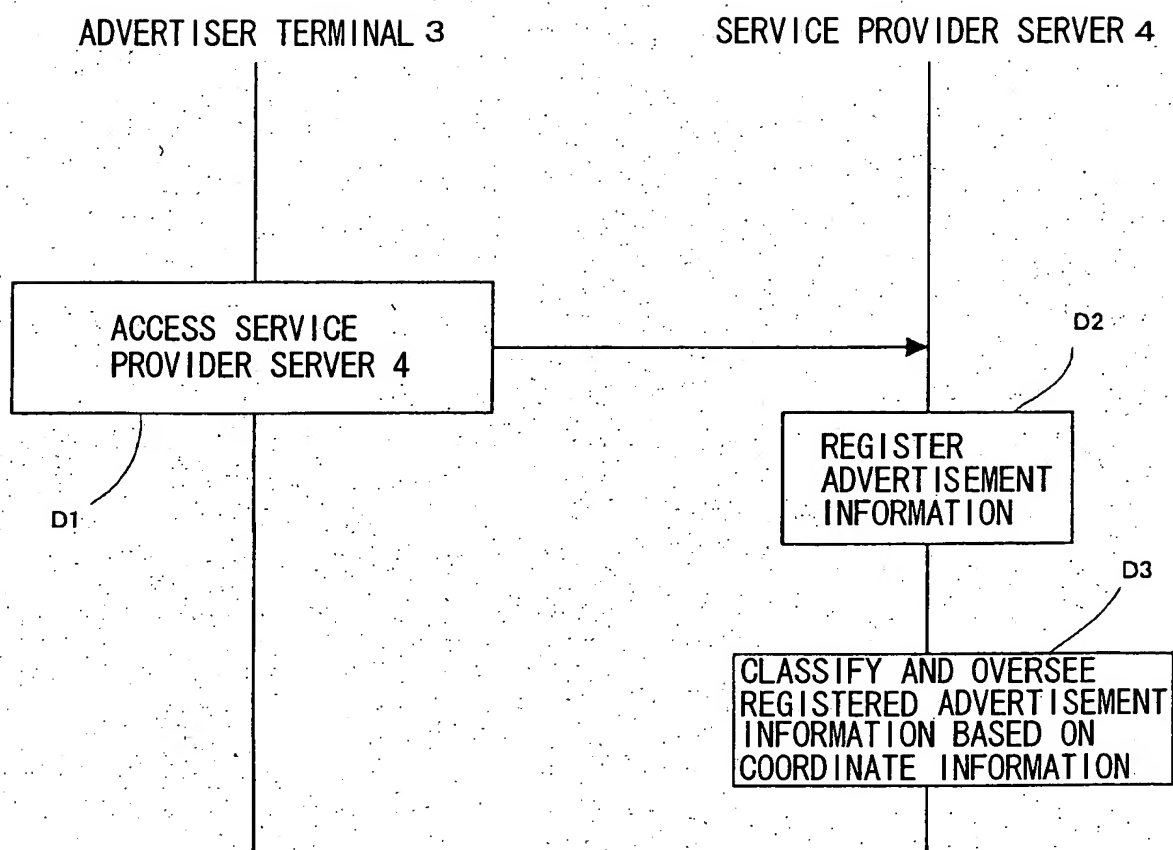 ADVERTISER TERMINAL 3
SERVICE PROVIDER SERVER 4
ACCESS SERVICE
PROVIDER SERVER 4
D1
D2
REGISTER
ADVERTISEMENT
INFORMATION
D3
CLASSIFY AND OVERSEE
REGISTERED ADVERTISEMENT
INFORMATION BASED ON
COORDINATE INFORMATION